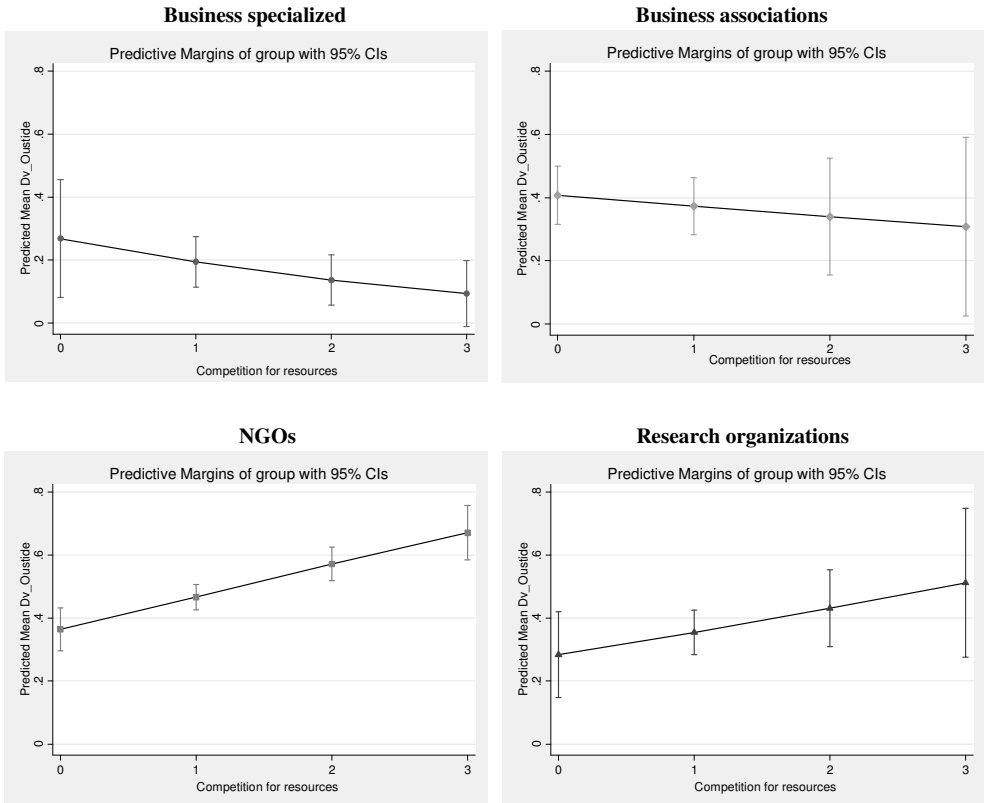 Business specialized
Predictive Margins of group with 95% CIs
Predicted Mean Dv_Oustide
.8
.6
.4
.2
0
0 1 2 3
Competition for resources
Business associations
Predictive Margins of group with 95% CIs
Predicted Mean Dv_Oustide
.8
.6
.4
.2
0
0 1 2 3
Competition for resources
NGOs
Predictive Margins of group with 95% CIs
Predicted Mean Dv_Oustide
.8
.6
.4
.2
0
0 1 2 3
Competition for resources
Research organizations
Predictive Margins of group with 95% CIs
Predicted Mean Dv_Oustide
.8
.6
.4
.2
0
0 1 2 3
Competition for resources